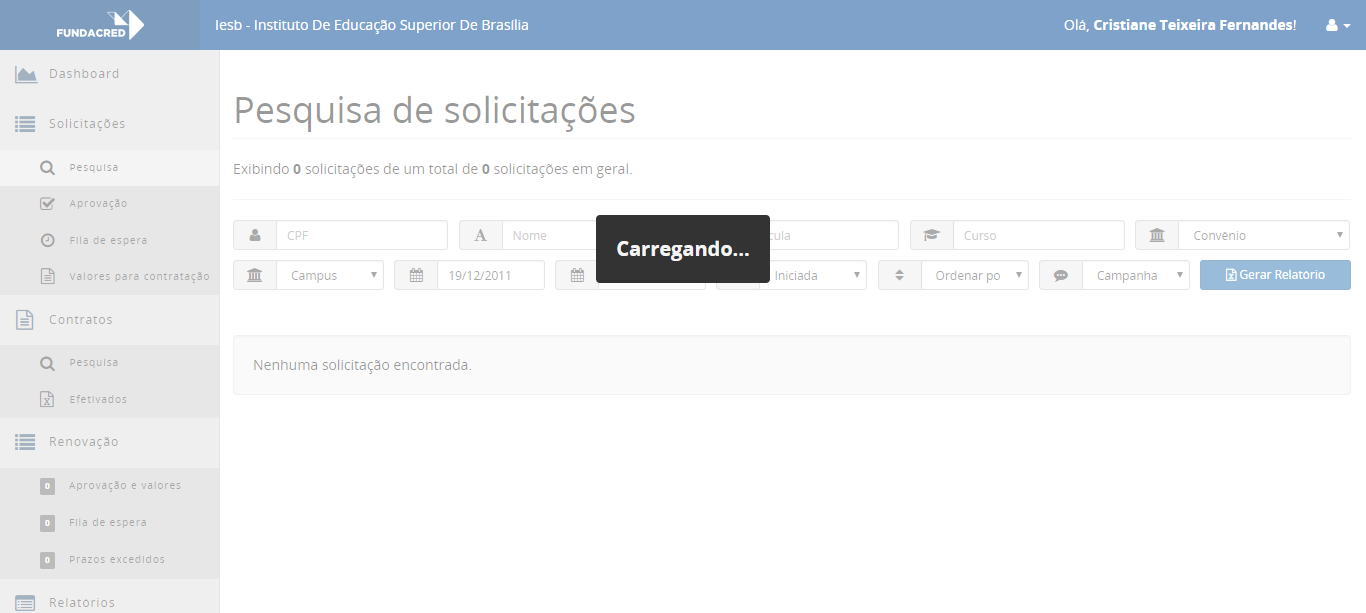 FUNDACRED
Iesb - Instituto De Educação Superior De Brasília
Olá, Cristiane Teixeira Fernandes!
Dashboard
Solicitações
Pesquisa
Aprovação
Fila de espera
Valores para contratação
Contratos
Pesquisa
Efetivados
Renovação
0 Aprovação e valores
0 Fila de espera
0 Prazos excedidos
Relatórios
Pesquisa de solicitações
Exibindo 0 solicitações de um total de 0 solicitações em geral.
CPF
A Nome
Curso
Convênio
Carregando...
Campus
19/12/2011
Iniciada
Ordenar po
Campanha
Gerar Relatório
Nenhuma solicitação encontrada.